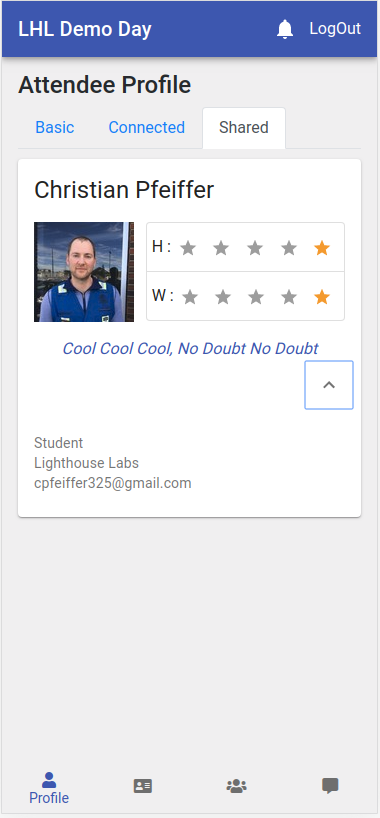 LHL Demo Day
LogOut
Attendee Profile
Basic
Connected
Shared
Christian Pfeiffer
H :
W :
Cool Cool Cool, No Doubt No Doubt
Student
Lighthouse Labs
cpfeiffer325@gmail.com
Profile